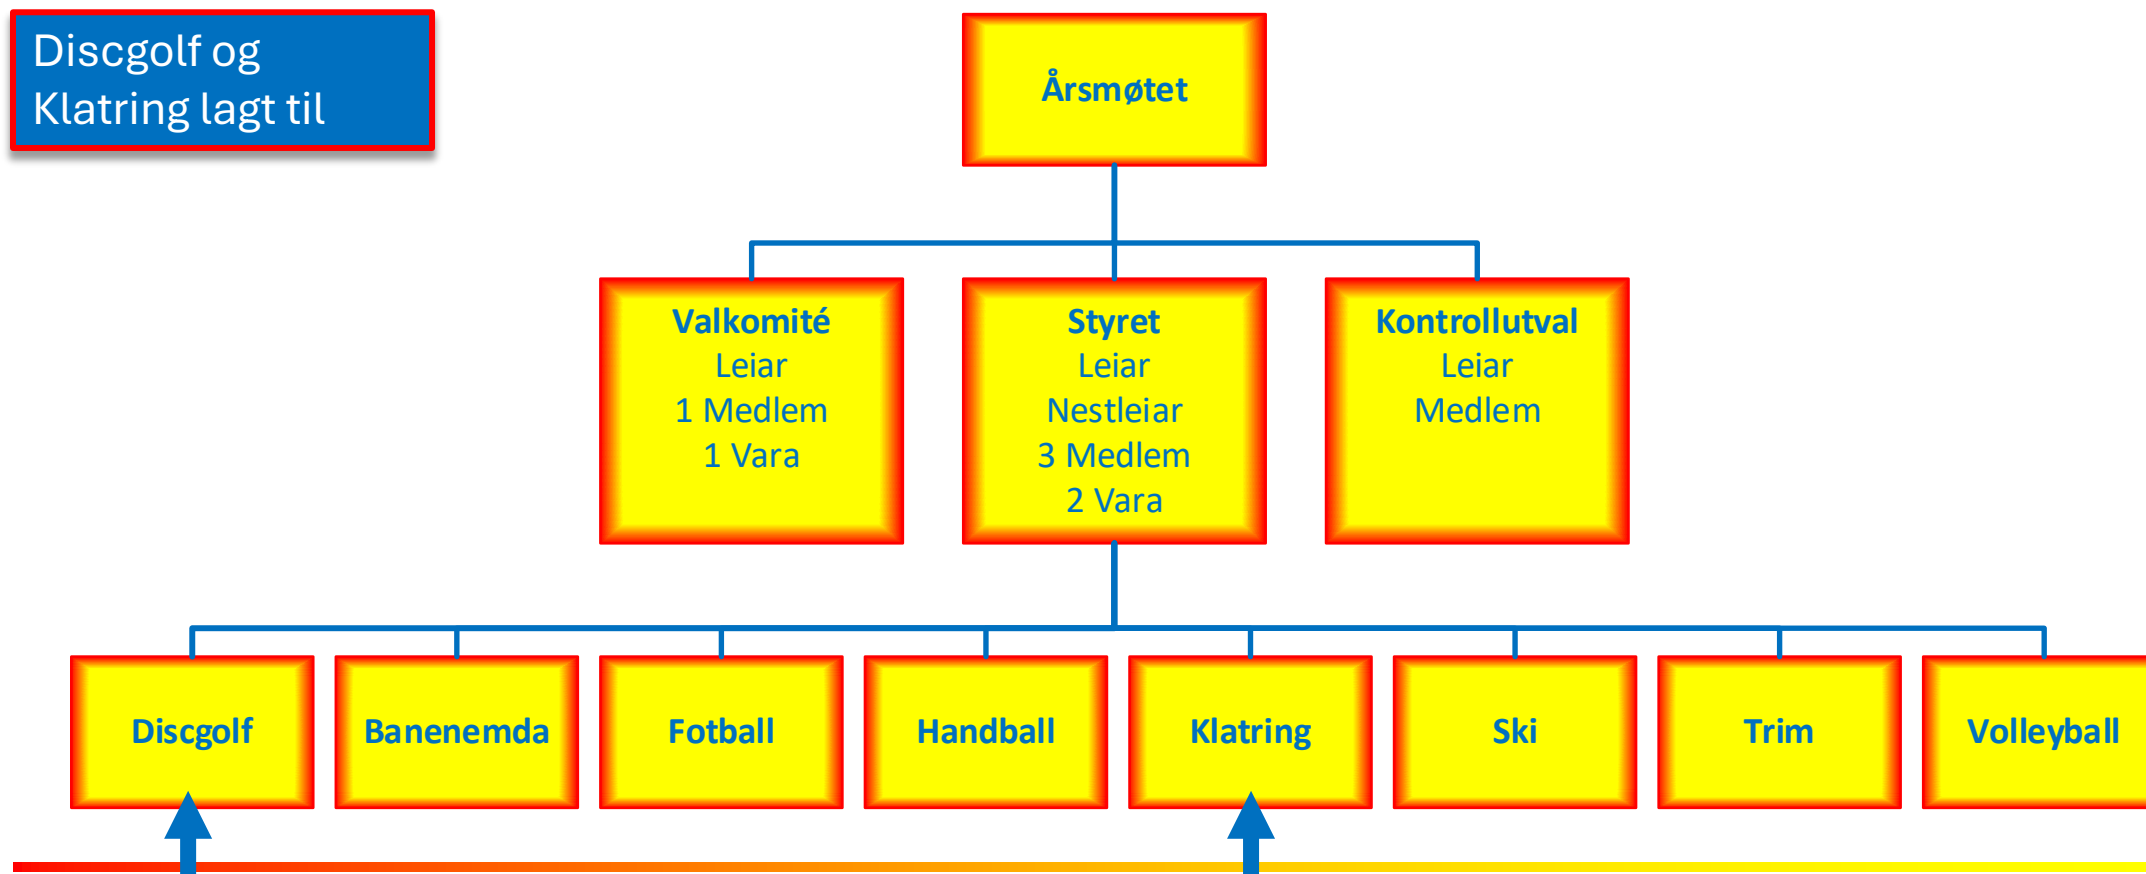 Discgolf og
Klatring lagt til
Årsmøtet
Valkomité
Leiar
1 Medlem
1 Vara
Styret
Leiar
Nestleiar
3 Medlem
2 Vara
Kontrollutval
Leiar
Medlem
Discgolf
Banenemda
Fotball
Handball
Klatring
Ski
Trim
Volleyball